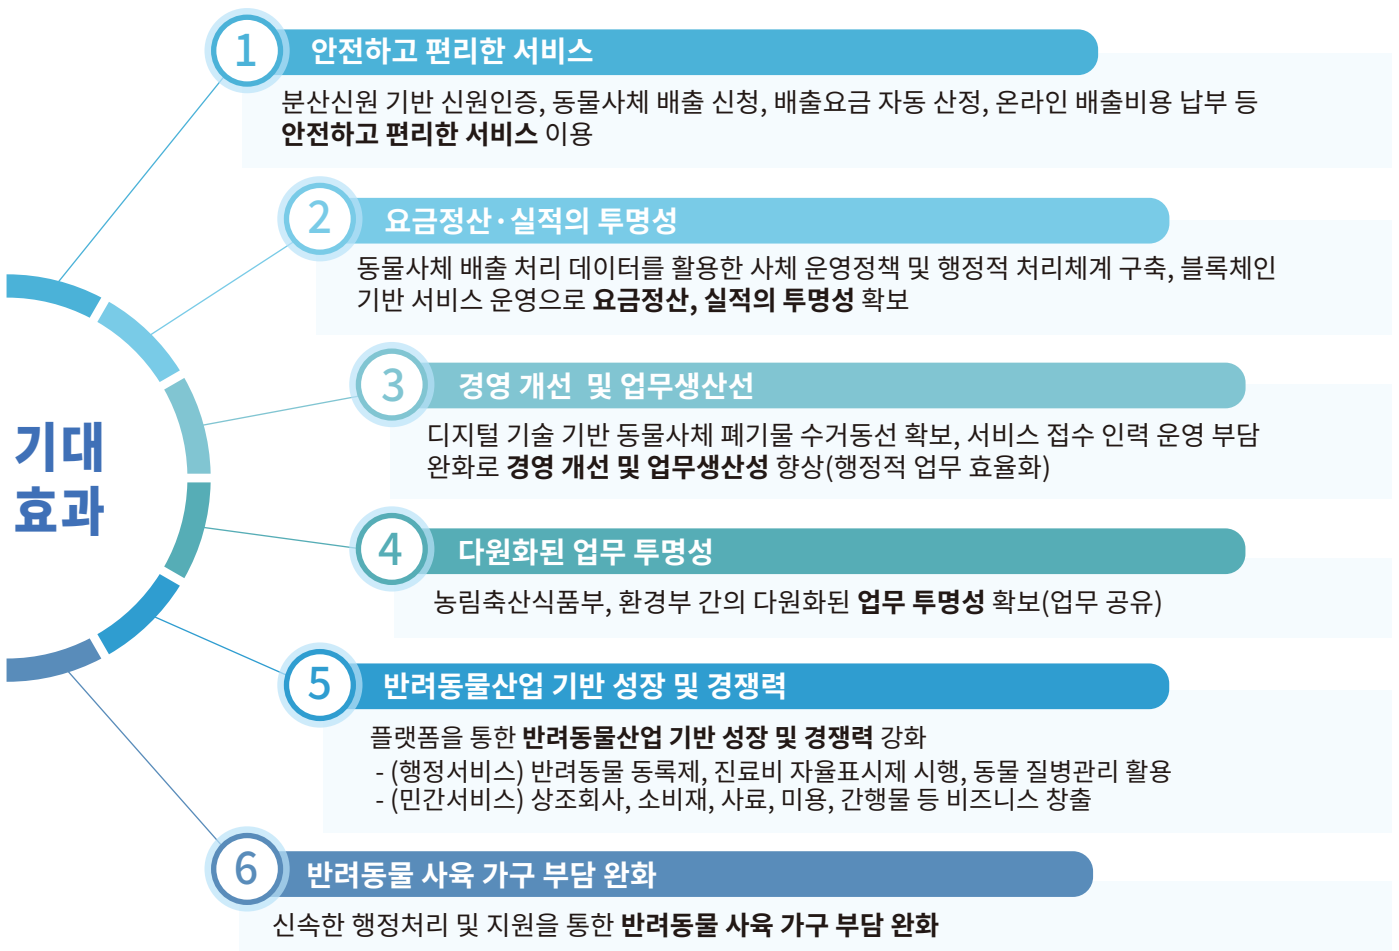 기대
효과
1
안전하고 편리한 서비스
분산신원 기반 신원인증, 동물사체 배출 신청, 배출요금 자동 산정, 온라인 배출비용 납부 등
안전하고 편리한 서비스 이용
2
요금정산·실적의 투명성
동물사체 배출 처리 데이터를 활용한 사체 운영정책 및 행정적 처리체계 구축, 블록체인
기반 서비스 운영으로 요금정산, 실적의 투명성 확보
3
경영 개선 및 업무생산선
디지털 기술 기반 동물사체 폐기물 수거동선 확보, 서비스 접수 인력 운영 부담
완화로 경영 개선 및 업무생산성 향상(행정적 업무 효율화)
4
다원화된 업무 투명성
농림축산식품부, 환경부 간의 다원화된 업무 투명성 확보(업무 공유)
5
반려동물산업 기반 성장 및 경쟁력
플랫폼을 통한 반려동물산업 기반 성장 및 경쟁력 강화
- (행정서비스) 반려동물 동록제, 진료비 자율표시제 시행, 동물 질병관리 활용
- (민간서비스) 상조회사, 소비재, 사료, 미용, 간행물 등 비즈니스 창출
6
반려동물 사육 가구 부담 완화
신속한 행정처리 및 지원을 통한 반려동물 사육 가구 부담 완화